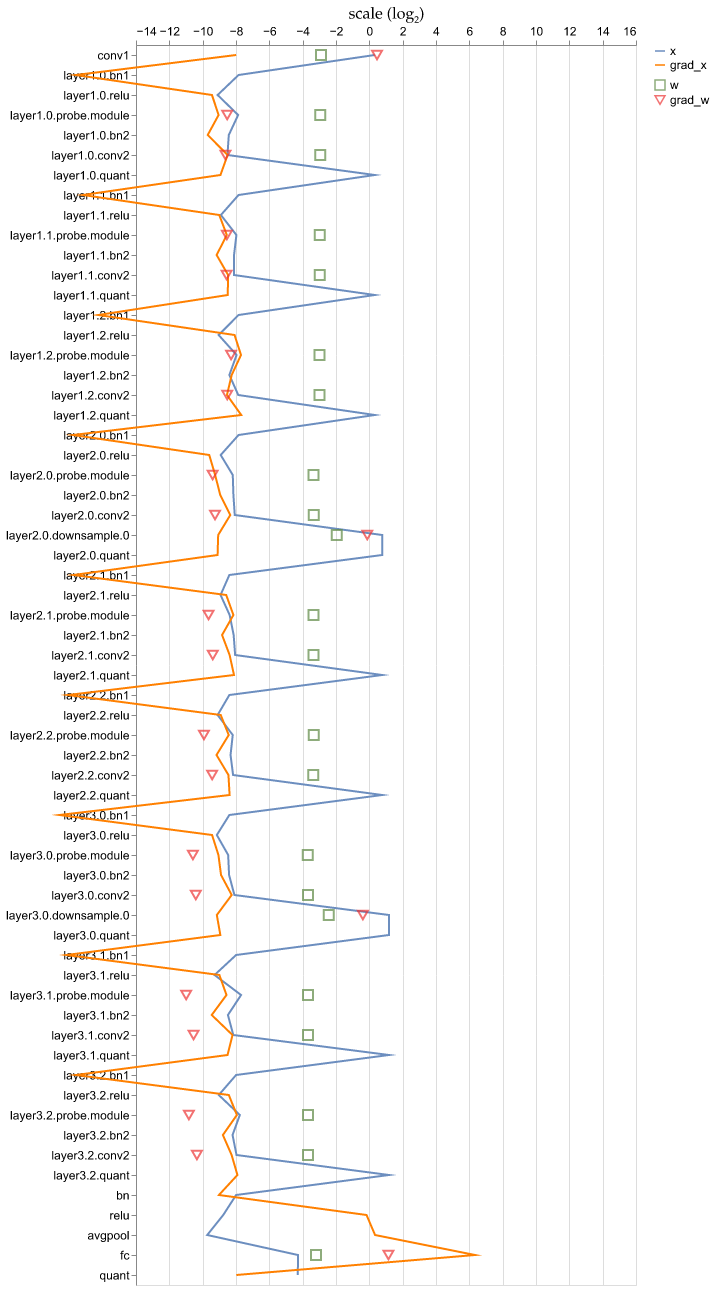 scale (log₂)
−14 −12 −10 −8 −6 −4 −2 0 2 4 6 8 10 12 14 16
x
grad_x
w
grad_w
conv1
layer1.0.bn1
layer1.0.relu
layer1.0.probe.module
layer1.0.bn2
layer1.0.conv2
layer1.0.quant
layer1.1.bn1
layer1.1.relu
layer1.1.probe.module
layer1.1.bn2
layer1.1.conv2
layer1.1.quant
layer1.2.bn1
layer1.2.relu
layer1.2.probe.module
layer1.2.bn2
layer1.2.conv2
layer1.2.quant
layer2.0.bn1
layer2.0.relu
layer2.0.probe.module
layer2.0.bn2
layer2.0.conv2
layer2.0.downsample.0
layer2.0.quant
layer2.1.bn1
layer2.1.relu
layer2.1.probe.module
layer2.1.bn2
layer2.1.conv2
layer2.1.quant
layer2.2.bn1
layer2.2.relu
layer2.2.probe.module
layer2.2.bn2
layer2.2.conv2
layer2.2.quant
layer3.0.bn1
layer3.0.relu
layer3.0.probe.module
layer3.0.bn2
layer3.0.conv2
layer3.0.downsample.0
layer3.0.quant
layer3.1.bn1
layer3.1.relu
layer3.1.probe.module
layer3.1.bn2
layer3.1.conv2
layer3.1.quant
layer3.2.bn1
layer3.2.relu
layer3.2.probe.module
layer3.2.bn2
layer3.2.conv2
layer3.2.quant
bn
relu
avgpool
fc
quant